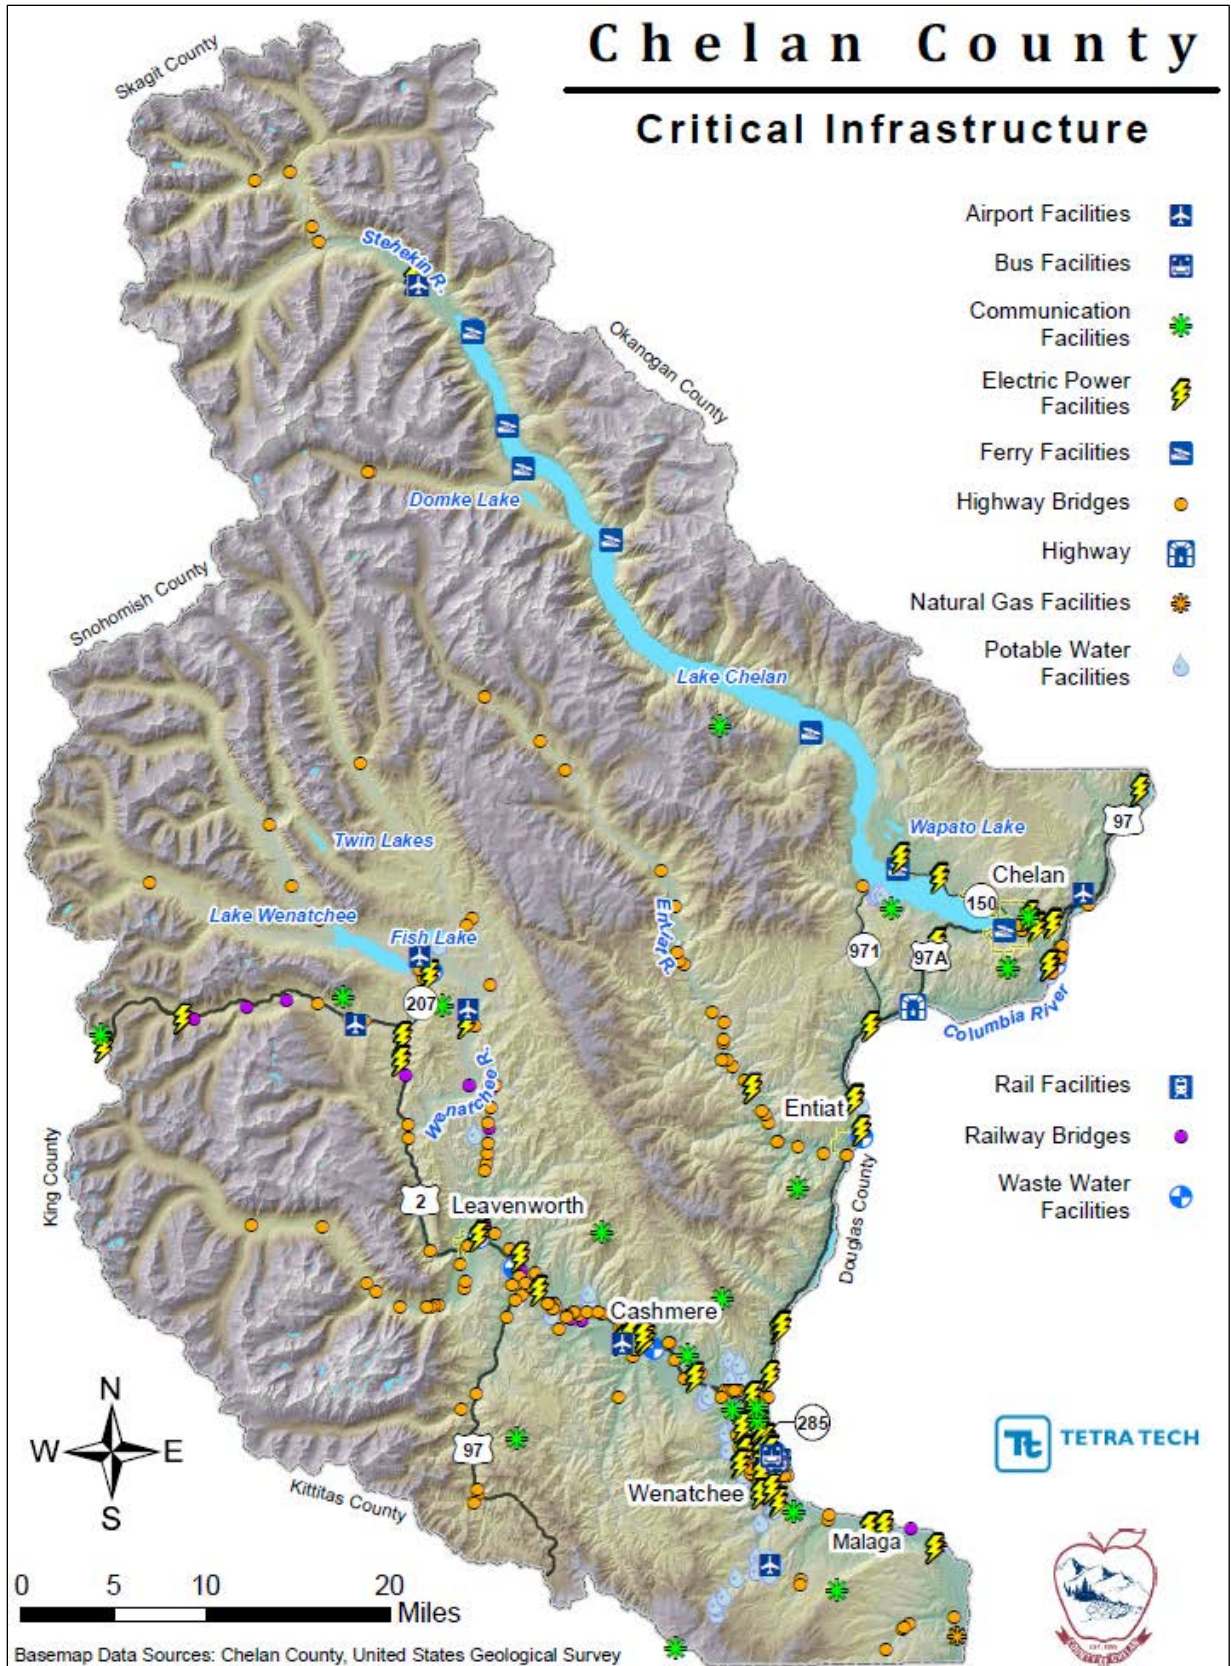 Chelan County
Critical Infrastructure
Skagit County
Airport Facilities
Bus Facilities
Communication
Facilities
Electric Power
Facilities
Ferry Facilities
Highway Bridges
Highway
Natural Gas Facilities
Potable Water
Facilities
Stehekin R.
Okanogan County
Domke Lake
Snohomish County
Lake Chelan
97
Wapato Lake
Twin Lakes
Chelan
150
Lake Wenatchee
Entiat R.
Fish Lake
971
97A
207
Columbia River
Wenatchee R.
Rail Facilities
Entiat
Railway Bridges
King County
Waste Water
Facilities
2
Leavenworth
Douglas County
Cashmere
N
W E
S
285
TETRA TECH
97
Kittitas County
Wenatchee
Malaga
0 5 10 20
Miles
Basemap Data Sources: Chelan County, United States Geological Survey